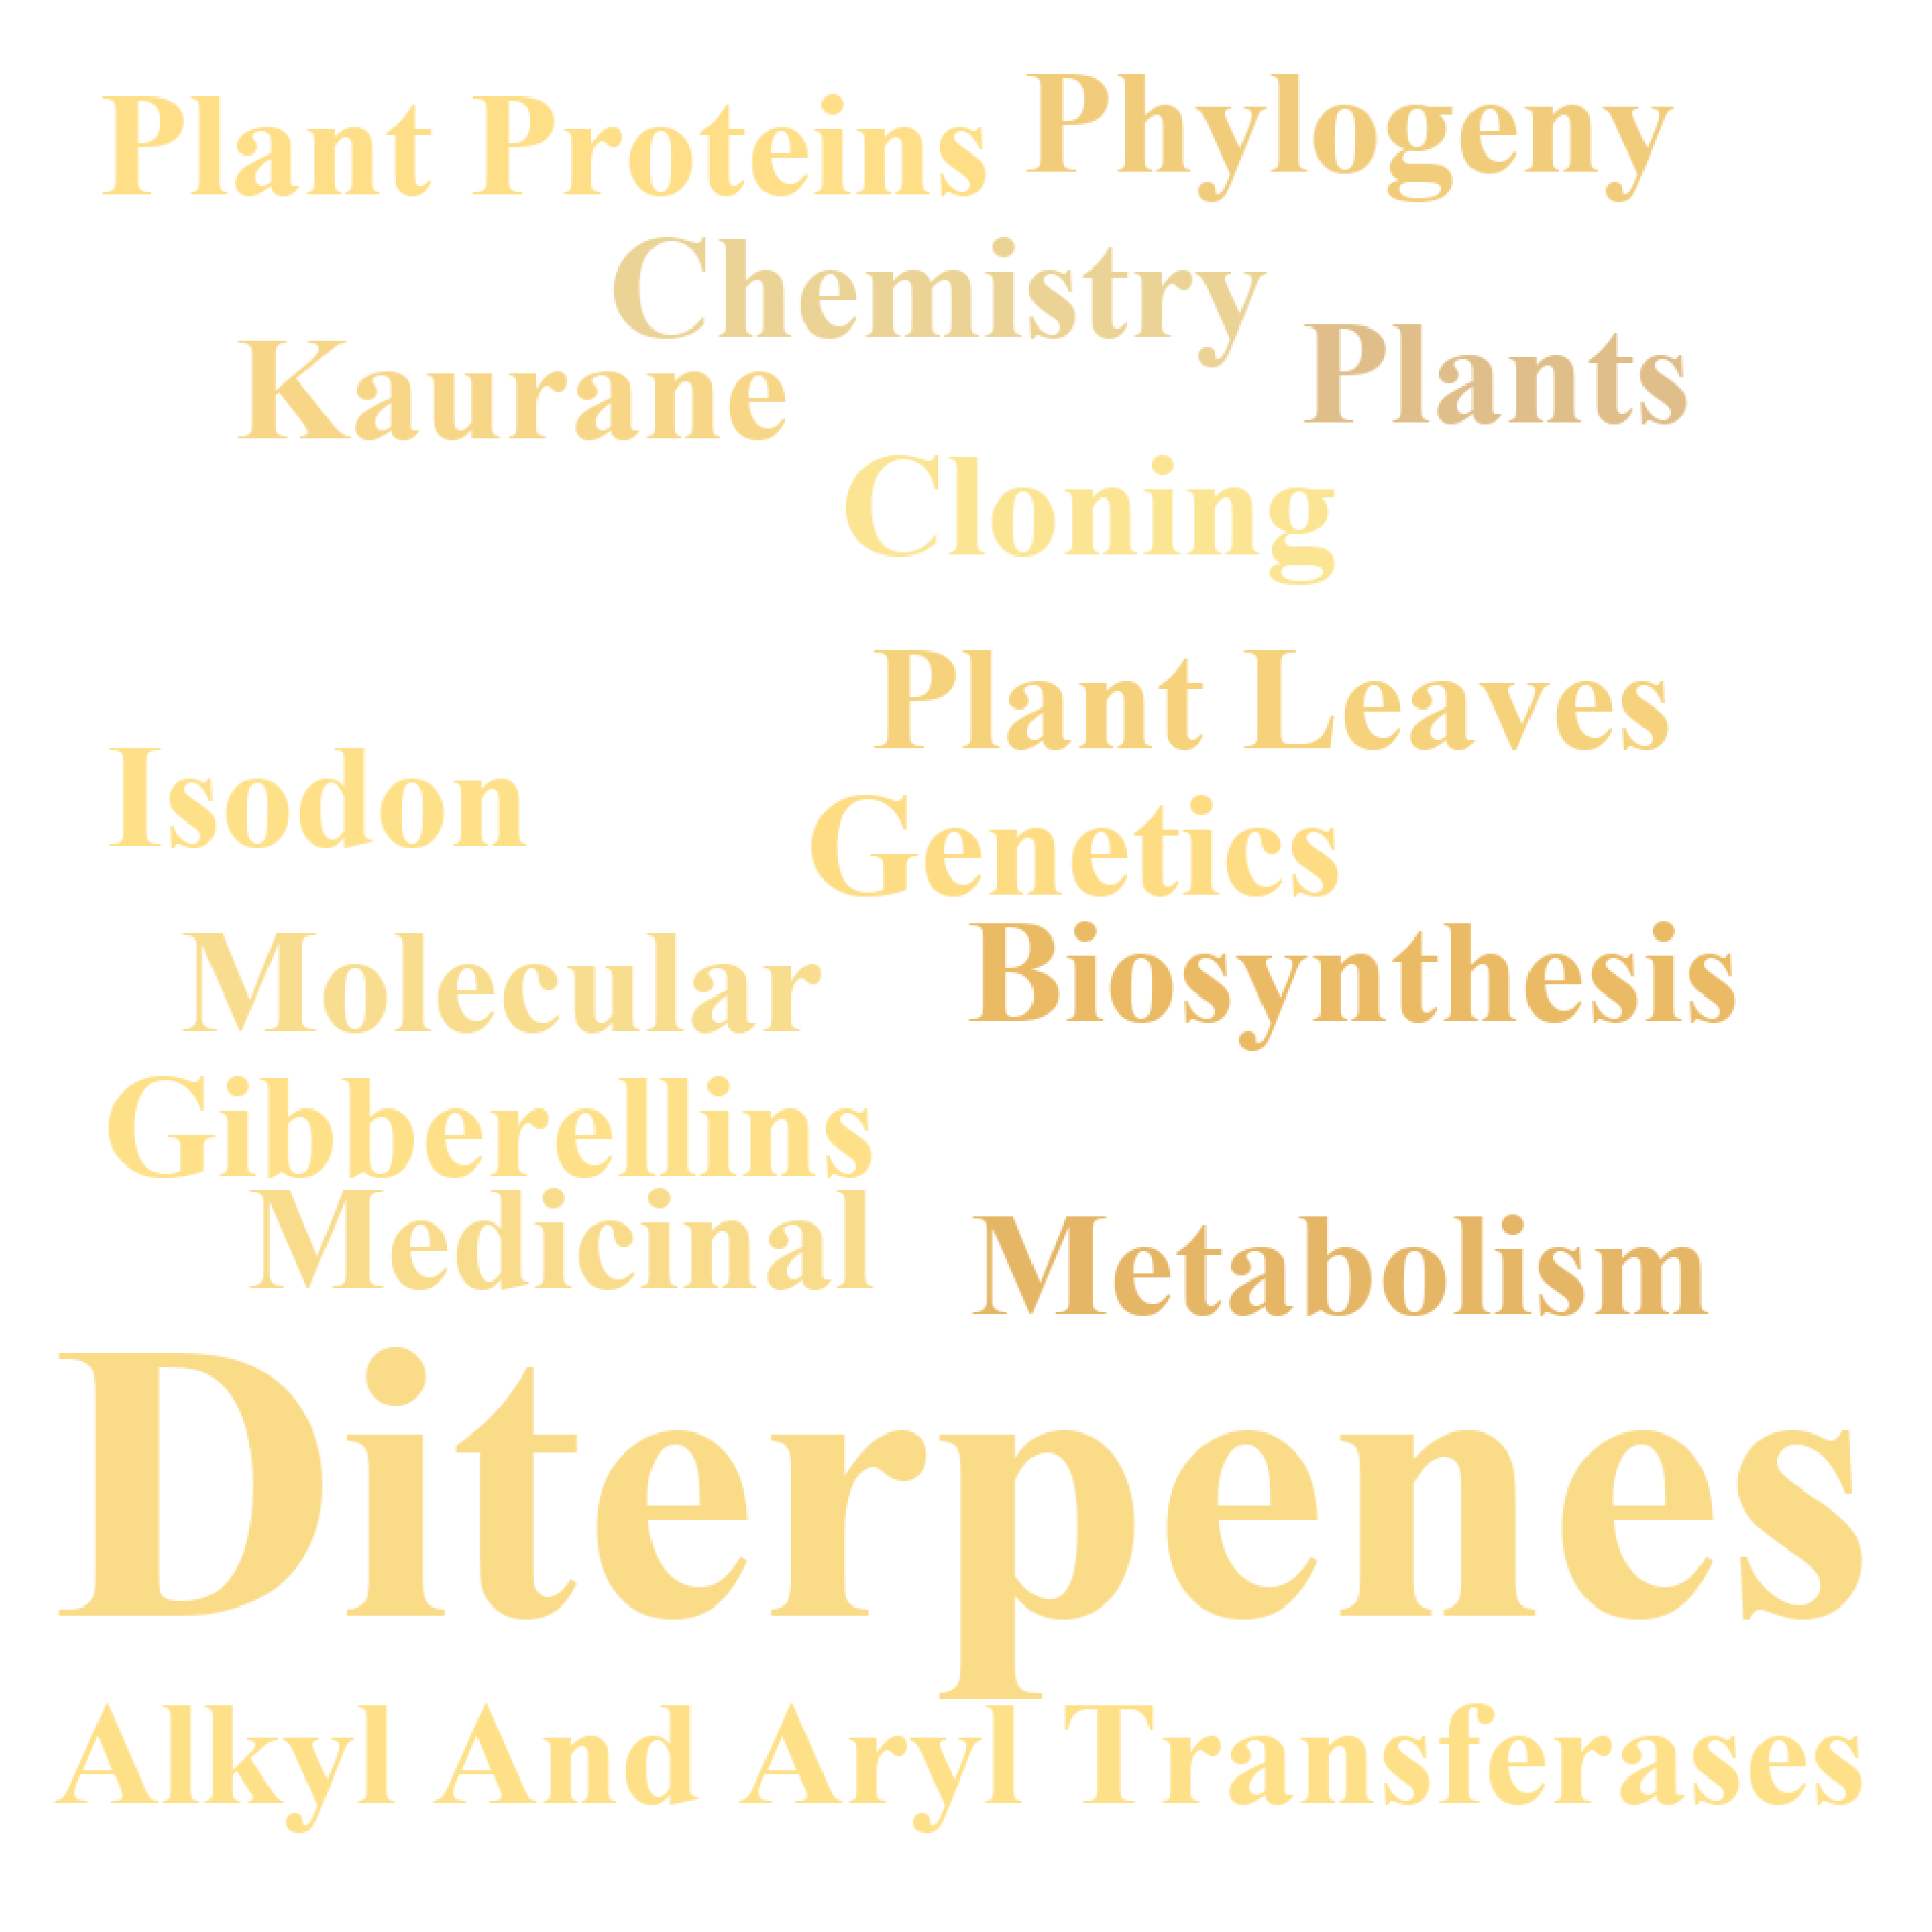 Plant Proteins
Phylogeny
Chemistry
Kaurane
Plants
Cloning
Plant Leaves
Isodon
Genetics
Molecular
Biosynthesis
Gibberellins
Medicinal
Metabolism
Diterpenes
Alkyl And Aryl Transferases